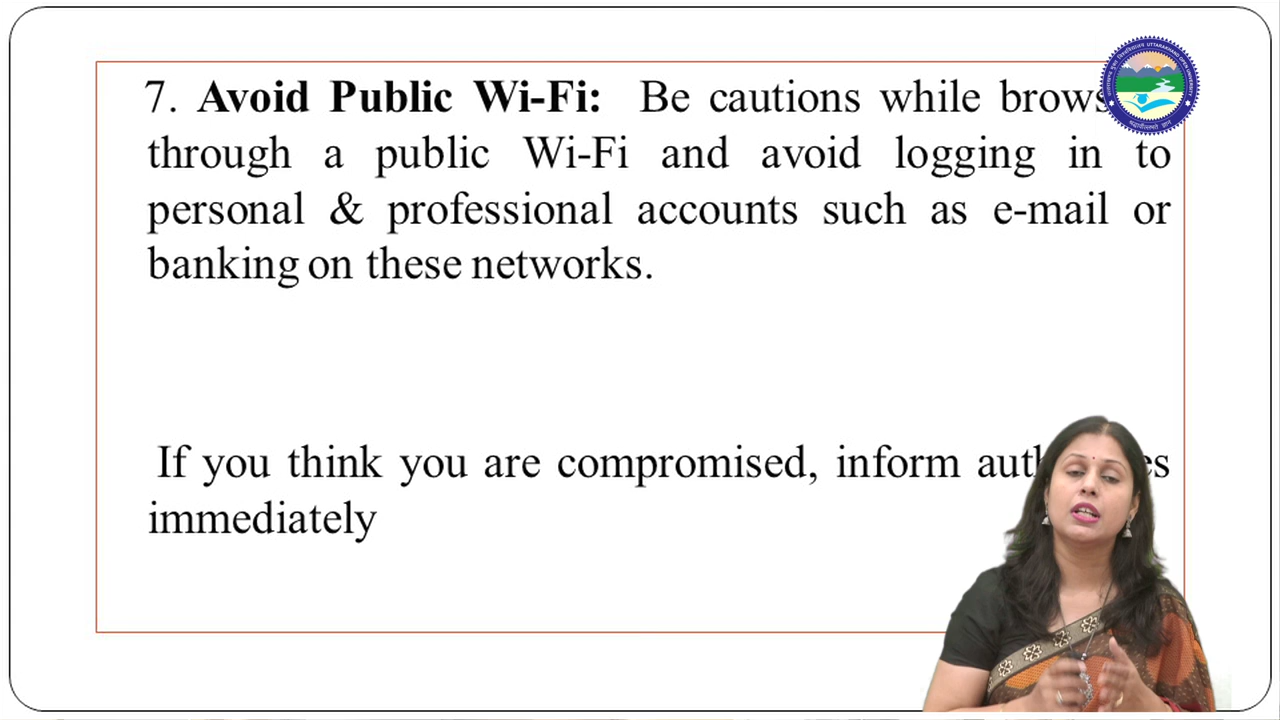 7. Avoid Public Wi-Fi: Be cautions while
through a public Wi-Fi and avoid logging in to
personal & professional accounts such as e-mail or
banking on these networks.
If you think you are compromised, inform
immediately